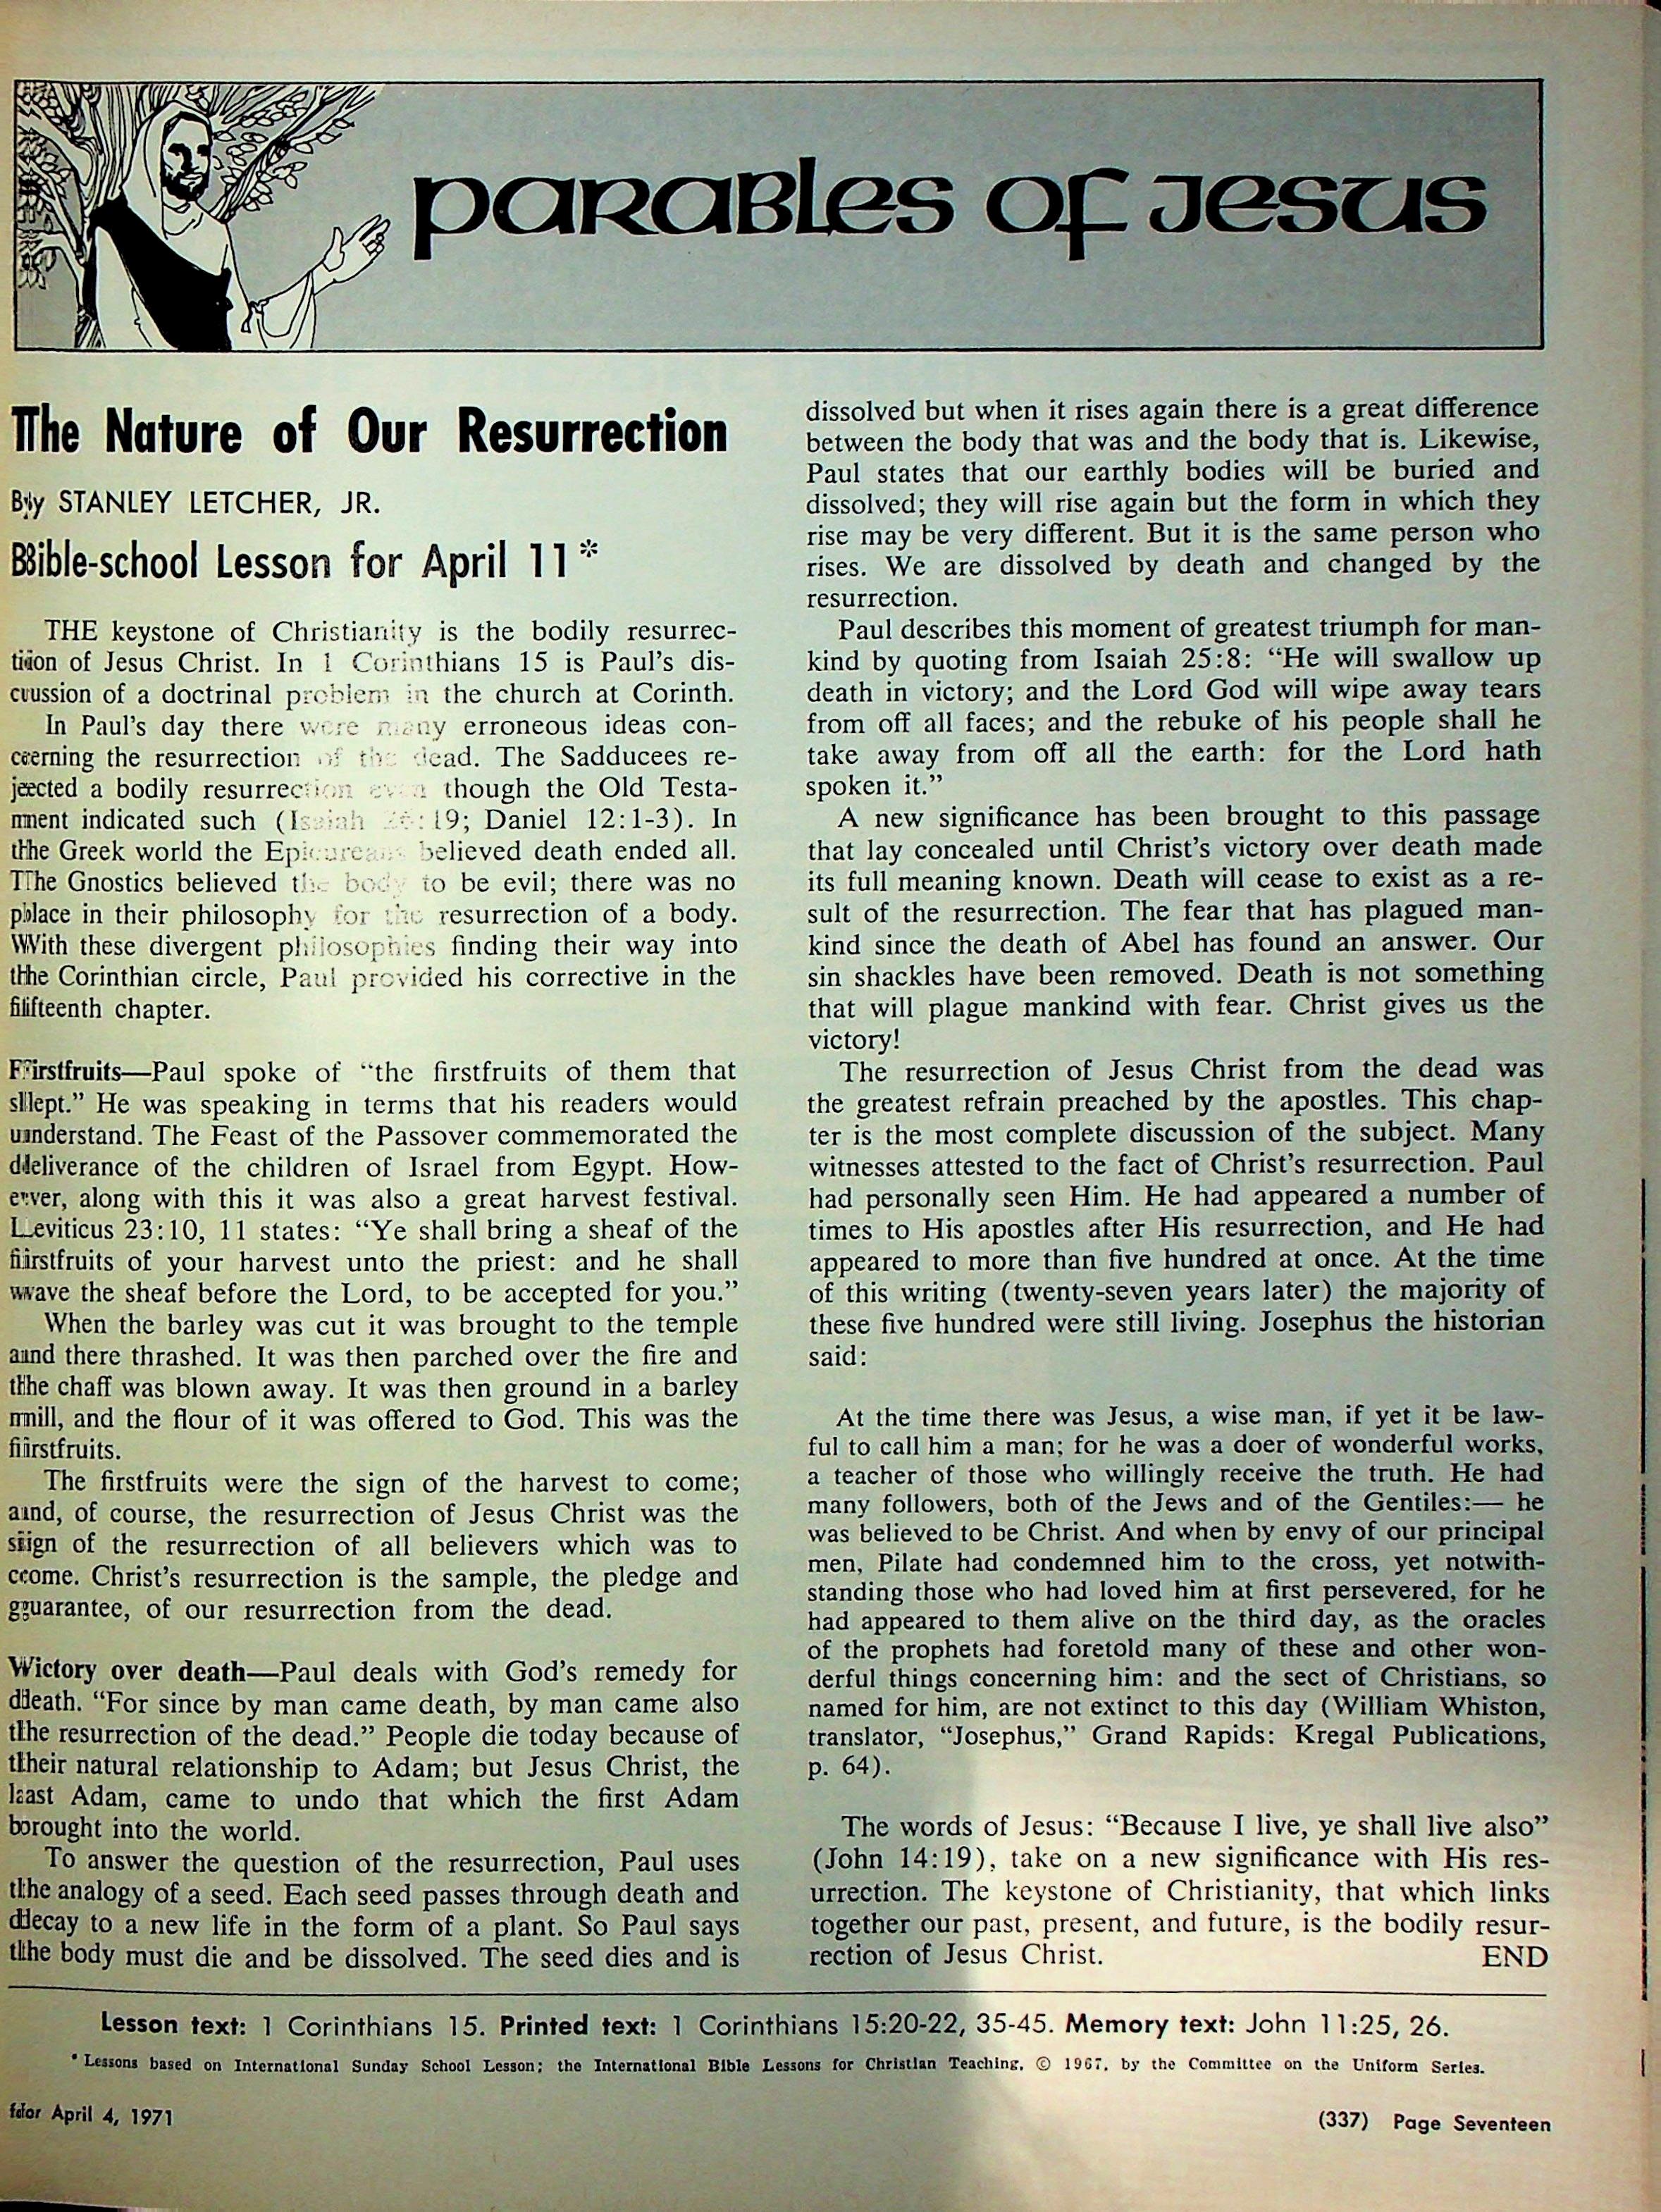 parables of Jesus
The Nature of Our Resurrection
By STANLEY LETCHER, JR.
Bible-school Lesson for April 11*
THE keystone of Christianity is the bodily resurrec-
tion of Jesus Christ. In 1 Corinthians 15 is Paul's dis-
cussion of a doctrinal problem in the church at Corinth.
In Paul's day there were many erroneous ideas con-
cerning the resurrection of the dead. The Sadducees re-
jected a bodily resurrection even though the Old Testa-
ment indicated such (Isaiah 26:19; Daniel 12:1-3). In
the Greek world the Epicureans believed death ended all.
The Gnostics believed the body to be evil; there was no
place in their philosophy for the resurrection of a body.
With these divergent philosophies finding their way into
the Corinthian circle, Paul provided his corrective in the
fifteenth chapter.
Firstfruits—Paul spoke of “the firstfruits of them that
slept.” He was speaking in terms that his readers would
understand. The Feast of the Passover commemorated the
deliverance of the children of Israel from Egypt. How-
ever, along with this it was also a great harvest festival.
Leviticus 23:10, 11 states: “Ye shall bring a sheaf of the
firstfruits of your harvest unto the priest: and he shall
wave the sheaf before the Lord, to be accepted for you.”
When the barley was cut it was brought to the temple
and there thrashed. It was then parched over the fire and
the chaff was blown away. It was then ground in a barley
mill, and the flour of it was offered to God. This was the
firstfruits.
The firstfruits were the sign of the harvest to come;
and, of course, the resurrection of Jesus Christ was the
sign of the resurrection of all believers which was to
come. Christ's resurrection is the sample, the pledge and
guarantee, of our resurrection from the dead.
Victory over death—Paul deals with God's remedy for
death. “For since by man came death, by man came also
the resurrection of the dead.” People die today because of
their natural relationship to Adam; but Jesus Christ, the
last Adam, came to undo that which the first Adam
brought into the world.
To answer the question of the resurrection, Paul uses
the analogy of a seed. Each seed passes through death and
decay to a new life in the form of a plant. So Paul says
the body must die and be dissolved. The seed dies and is
dissolved but when it rises again there is a great difference
between the body that was and the body that is. Likewise,
Paul states that our earthly bodies will be buried and
dissolved; they will rise again but the form in which they
rise may be very different. But it is the same person who
rises. We are dissolved by death and changed by the
resurrection.
Paul describes this moment of greatest triumph for man-
kind by quoting from Isaiah 25:8: “He will swallow up
death in victory; and the Lord God will wipe away tears
from off all faces; and the rebuke of his people shall he
take away from off all the earth: for the Lord hath
spoken it.”
A new significance has been brought to this passage
that lay concealed until Christ's victory over death made
its full meaning known. Death will cease to exist as a re-
sult of the resurrection. The fear that has plagued man-
kind since the death of Abel has found an answer. Our
sin shackles have been removed. Death is not something
that will plague mankind with fear. Christ gives us the
victory!
The resurrection of Jesus Christ from the dead was
the greatest refrain preached by the apostles. This chap-
ter is the most complete discussion of the subject. Many
witnesses attested to the fact of Christ's resurrection. Paul
had personally seen Him. He had appeared a number of
times to His apostles after His resurrection, and He had
appeared to more than five hundred at once. At the time
of this writing (twenty-seven years later) the majority of
these five hundred were still living. Josephus the historian
said:
At the time there was Jesus, a wise man, if yet it be law-
ful to call him a man; for he was a doer of wonderful works,
a teacher of those who willingly receive the truth. He had
many followers, both of the Jews and of the Gentiles:— he
was believed to be Christ. And when by envy of our principal
men, Pilate had condemned him to the cross, yet notwith-
standing those who had loved him at first persevered, for he
had appeared to them alive on the third day, as the oracles
of the prophets had foretold many of these and other won-
derful things concerning him: and the sect of Christians, so
named for him, are not extinct to this day (William Whiston,
translator, “Josephus,” Grand Rapids: Kregal Publications,
p. 64).
The words of Jesus: “Because I live, ye shall live also”
(John 14:19), take on a new significance with His res-
urrection. The keystone of Christianity, that which links
together our past, present, and future, is the bodily resur-
rection of Jesus Christ. END
Lesson text: 1 Corinthians 15. Printed text: 1 Corinthians 15:20-22, 35-45. Memory text: John 11:25, 26.
* Lessons based on International Sunday School Lesson; the International Bible Lessons for Christian Teaching, © 1967, by the Committee on the Uniform Series.
for April 4, 1971
(337) Page Seventeen